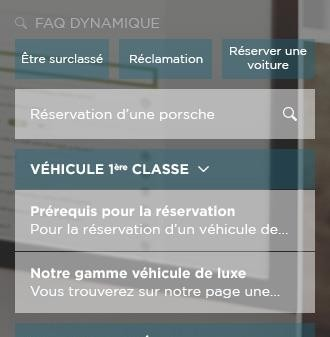 FAQ DYNAMIQUE
Être surclassé
Réclamation
Réserver une
voiture
Réservation d'une porsche
VÉHICULE 1ère CLASSE
Prérequis pour la réservation
Pour la réservation d'un véhicule de...
Notre gamme véhicule de luxe
Vous trouverez sur notre page une...